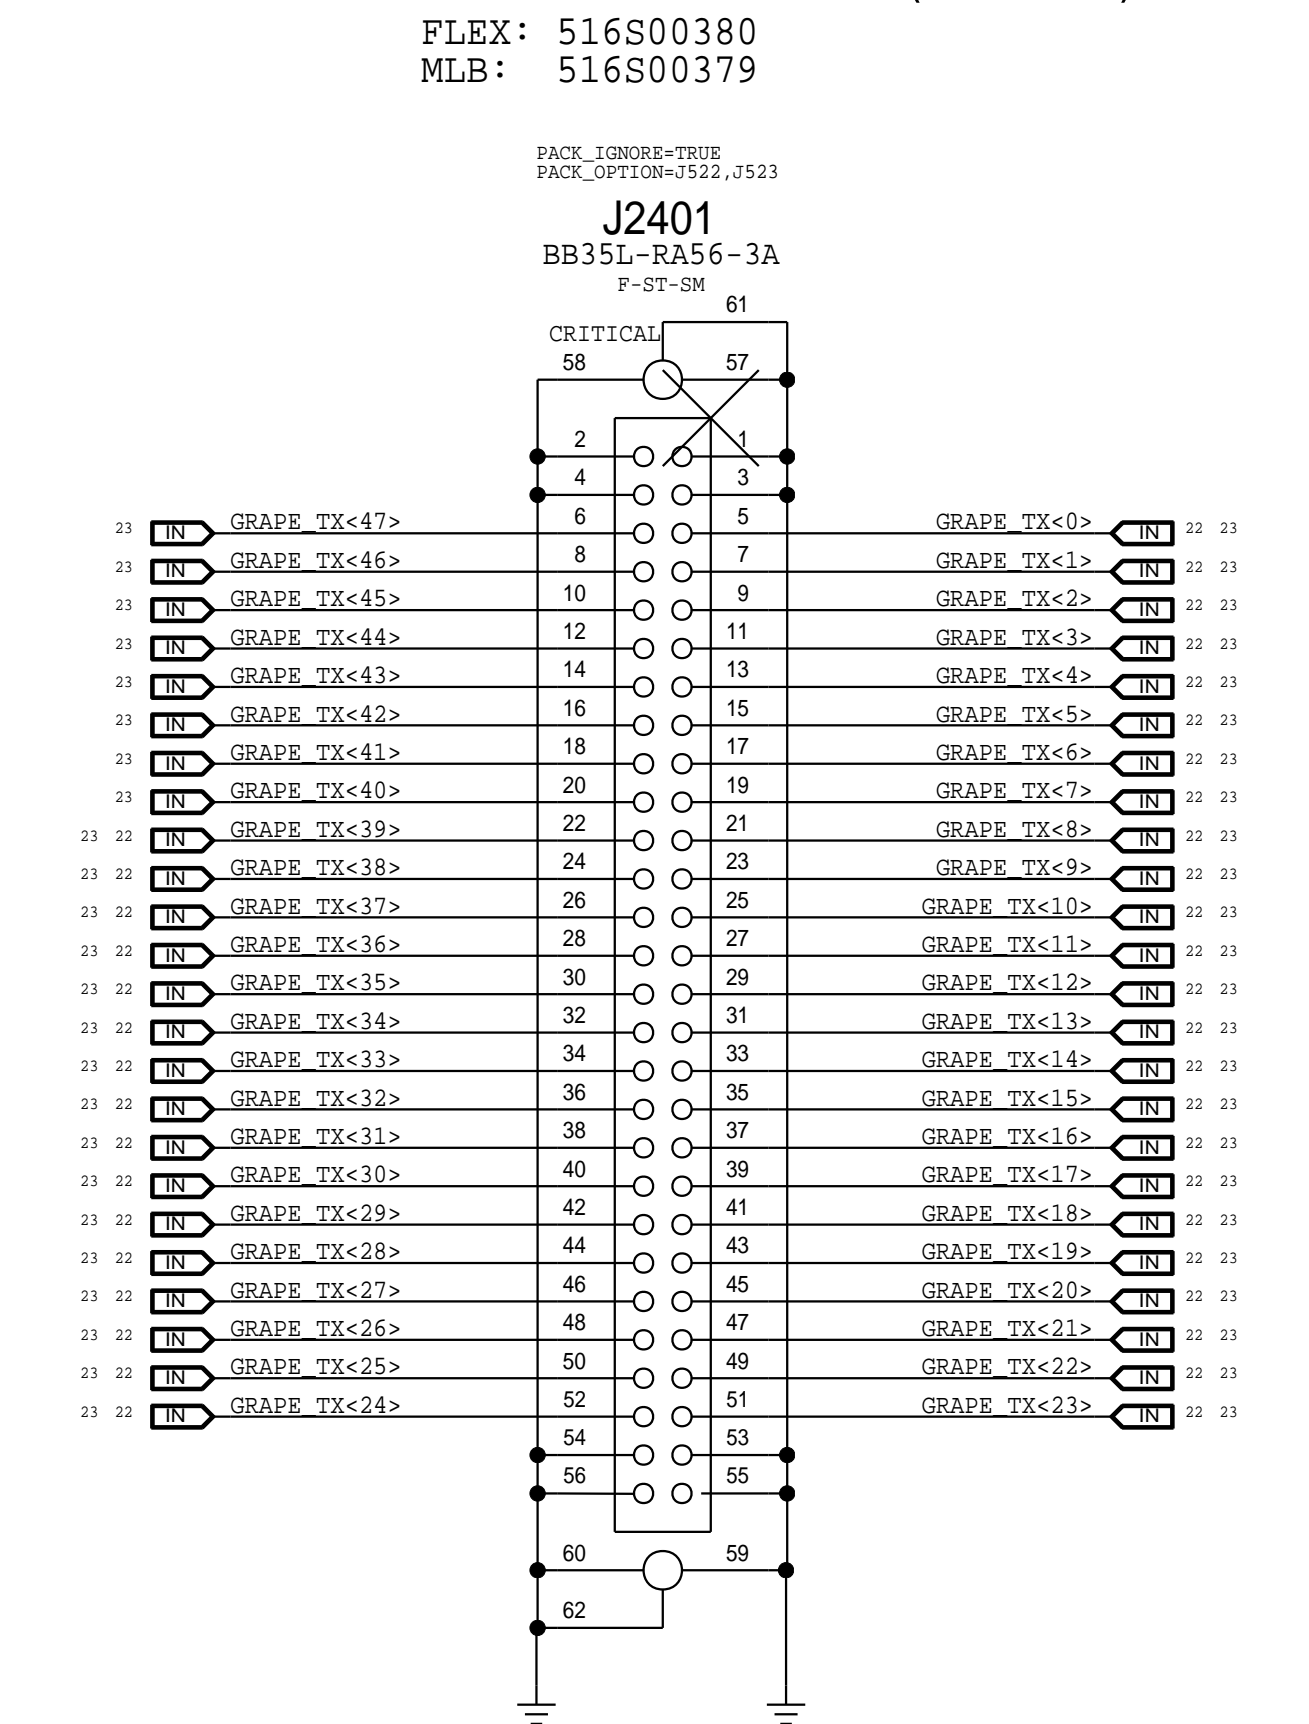 FLEX: 516S00380
MLB: 516S00379
PACK_IGNORE=TRUE
PACK_OPTION=J522,J523
J2401
BB35L-RA56-3A
F-ST-SM
61
CRITICAL
58 57
2 1
4 3
23 IN GRAPE_TX<47> 6 5 GRAPE_TX<0> IN 22 23
23 IN GRAPE_TX<46> 8 7 GRAPE_TX<1> IN 22 23
23 IN GRAPE_TX<45> 10 9 GRAPE_TX<2> IN 22 23
23 IN GRAPE_TX<44> 12 11 GRAPE_TX<3> IN 22 23
23 IN GRAPE_TX<43> 14 13 GRAPE_TX<4> IN 22 23
23 IN GRAPE_TX<42> 16 15 GRAPE_TX<5> IN 22 23
23 IN GRAPE_TX<41> 18 17 GRAPE_TX<6> IN 22 23
23 IN GRAPE_TX<40> 20 19 GRAPE_TX<7> IN 22 23
23 22 IN GRAPE_TX<39> 22 21 GRAPE_TX<8> IN 22 23
23 22 IN GRAPE_TX<38> 24 23 GRAPE_TX<9> IN 22 23
23 22 IN GRAPE_TX<37> 26 25 GRAPE_TX<10> IN 22 23
23 22 IN GRAPE_TX<36> 28 27 GRAPE_TX<11> IN 22 23
23 22 IN GRAPE_TX<35> 30 29 GRAPE_TX<12> IN 22 23
23 22 IN GRAPE_TX<34> 32 31 GRAPE_TX<13> IN 22 23
23 22 IN GRAPE_TX<33> 34 33 GRAPE_TX<14> IN 22 23
23 22 IN GRAPE_TX<32> 36 35 GRAPE_TX<15> IN 22 23
23 22 IN GRAPE_TX<31> 38 37 GRAPE_TX<16> IN 22 23
23 22 IN GRAPE_TX<30> 40 39 GRAPE_TX<17> IN 22 23
23 22 IN GRAPE_TX<29> 42 41 GRAPE_TX<18> IN 22 23
23 22 IN GRAPE_TX<28> 44 43 GRAPE_TX<19> IN 22 23
23 22 IN GRAPE_TX<27> 46 45 GRAPE_TX<20> IN 22 23
23 22 IN GRAPE_TX<26> 48 47 GRAPE_TX<21> IN 22 23
23 22 IN GRAPE_TX<25> 50 49 GRAPE_TX<22> IN 22 23
23 22 IN GRAPE_TX<24> 52 51 GRAPE_TX<23> IN 22 23
54 53
56 55
60 59
62